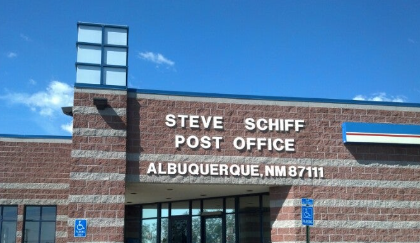 STEVE SCHIFF
POST OFFICE
ALBUQUERQUE, NM 87111